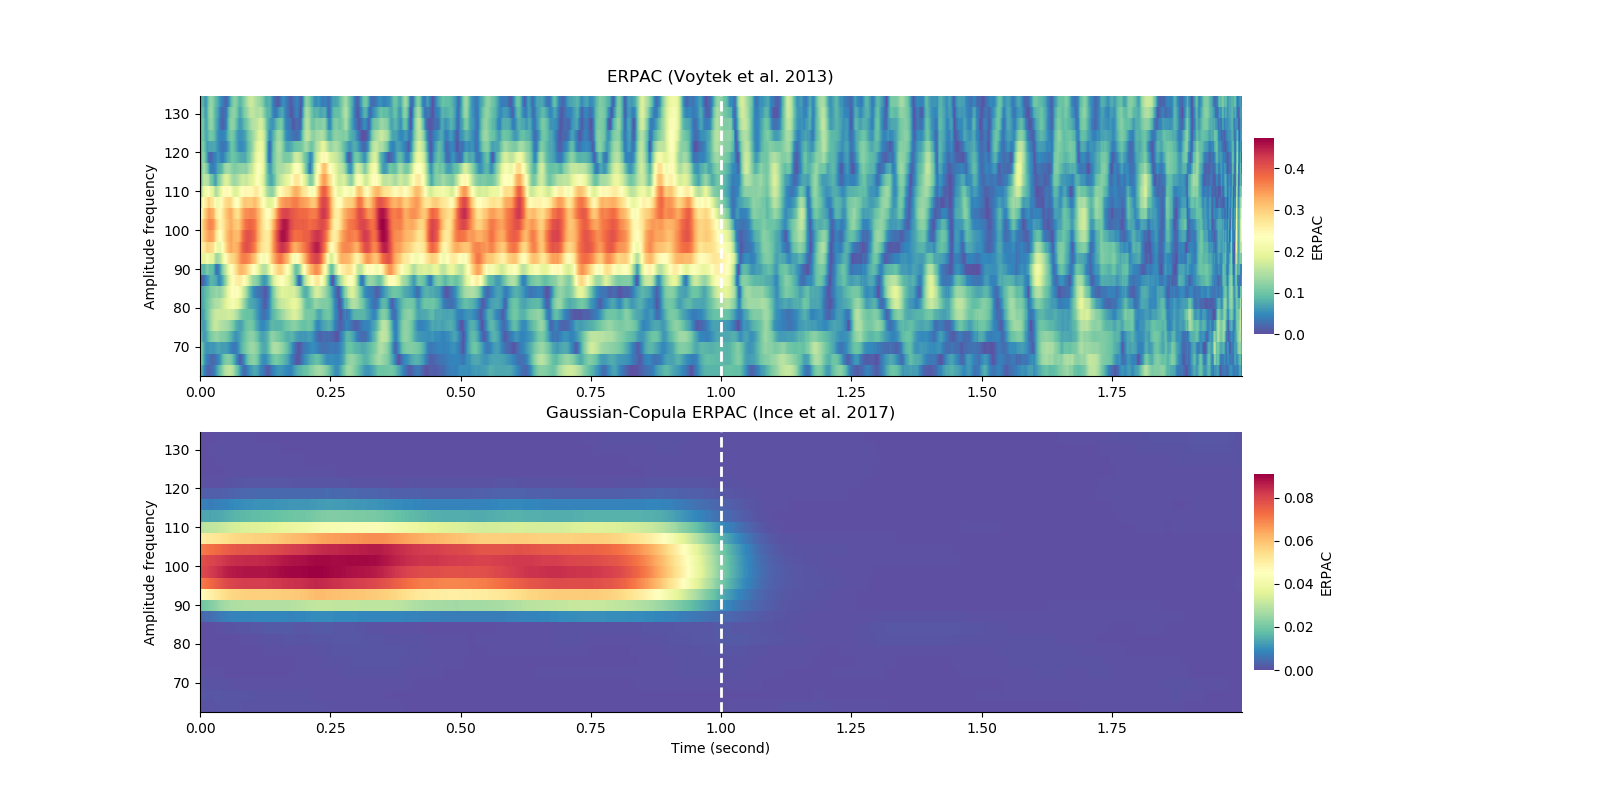 ERPAC (Voytek et al. 2013)
Amplitude frequency
130
120
110
100
90
80
70
0.00 0.25 0.50 0.75 1.00 1.25 1.50 1.75
0.4
0.3
0.2
0.1
0.0
ERPAC
Gaussian-Copula ERPAC (Ince et al. 2017)
Amplitude frequency
130
120
110
100
90
80
70
0.00 0.25 0.50 0.75 1.00 1.25 1.50 1.75
Time (second)
0.08
0.06
0.04
0.02
0.00
ERPAC